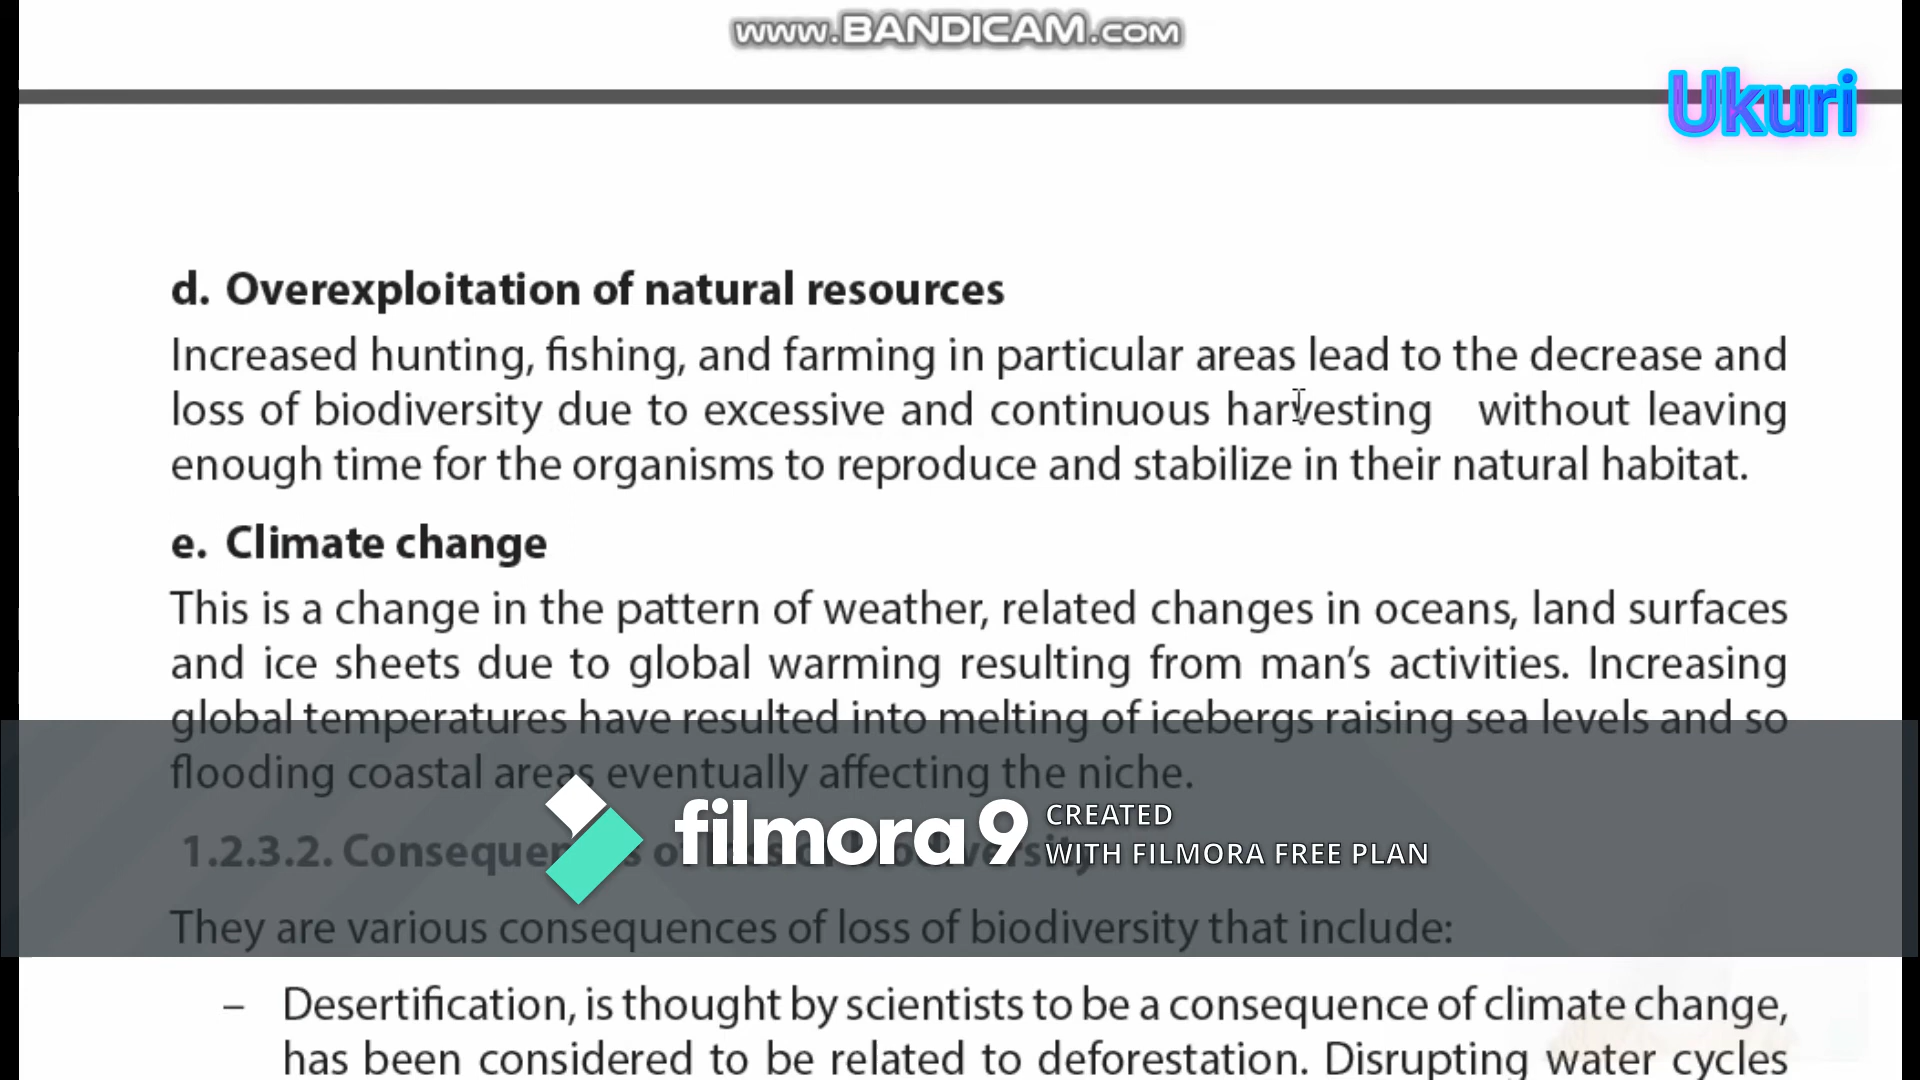 www.BANDICAM.com
Ukuri
d. Overexploitation of natural resources
Increased hunting, fishing, and farming in particular areas lead to the decrease and
loss of biodiversity due to excessive and continuous harvesting without leaving
enough time for the organisms to reproduce and stabilize in their natural habitat.
e. Climate change
This is a change in the pattern of weather, related changes in oceans, land surfaces
and ice sheets due to global warming resulting from man's activities. Increasing
global temperatures have resulted into melting of icebergs raising sea levels and so
flooding coastal areas eventually affecting the niche.
1.2.3.2. Consequences of loss of biodiversity
filmora9 CREATED
WITH FILMORA FREE PLAN
They are various consequences of loss of biodiversity that include:
– Desertification, is thought by scientists to be a consequence of climate change,
has been considered to be related to deforestation. Disrupting water cycles